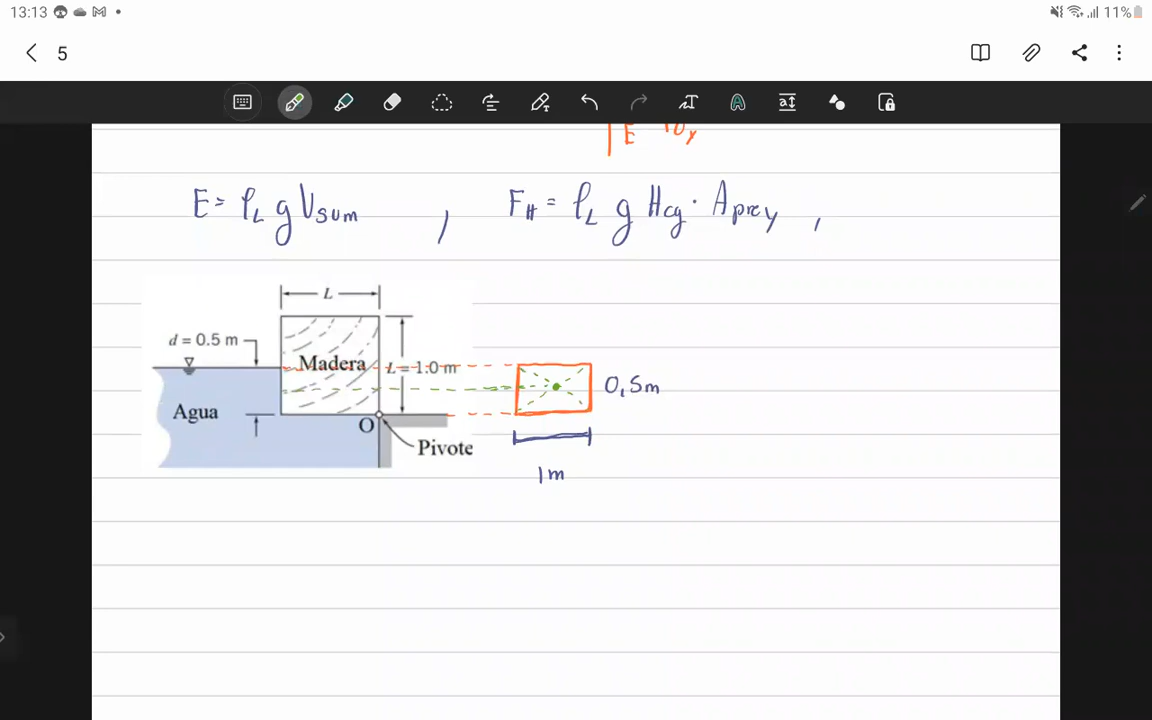 13:13 11%
5
E = ρL g Vsum , FH = ρL g Hcg · Aproy ,
L
d = 0.5 m
Madera L = 1.0 m
0,5m
Agua
O
Pivote
1m